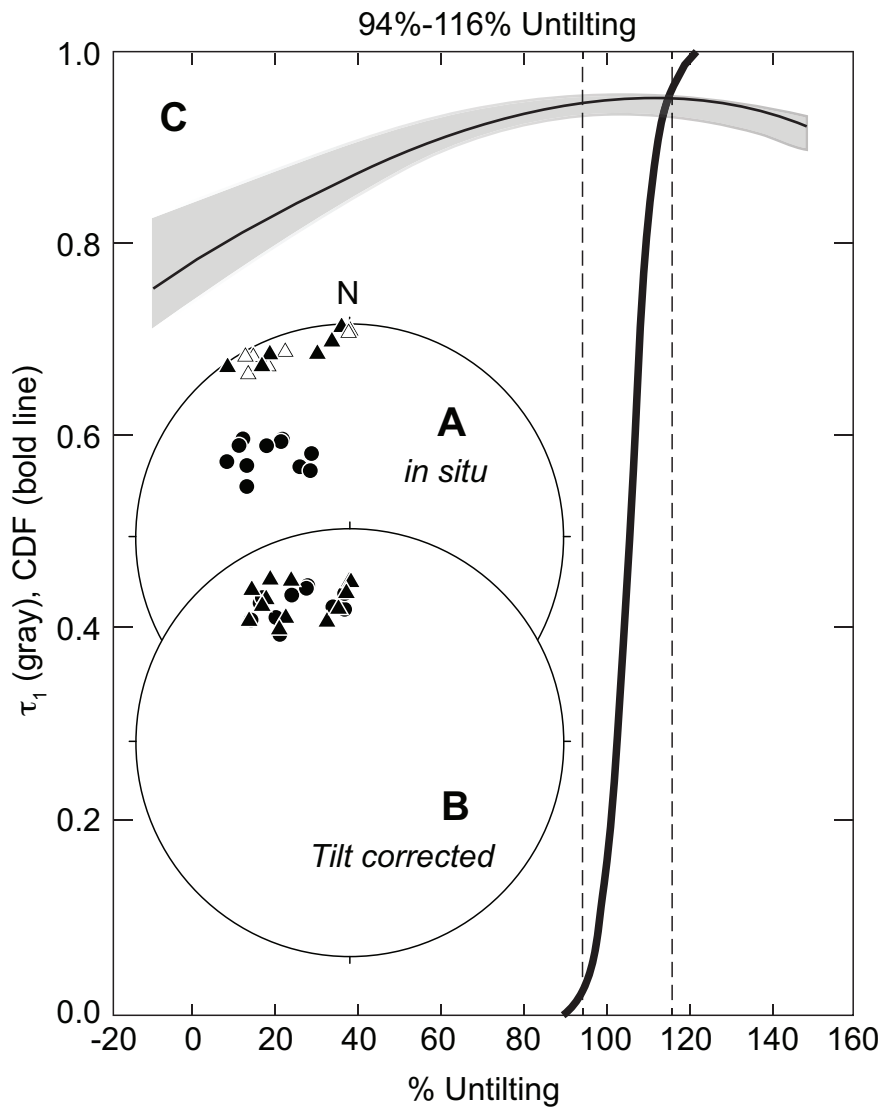 94%-116% Untilting
1.0
C
0.8
N
A
in situ
0.6
0.4
B
Tilt corrected
0.2
0.0
τ1 (gray), CDF (bold line)
-20 0 20 40 60 80 100 120 140 160
% Untilting